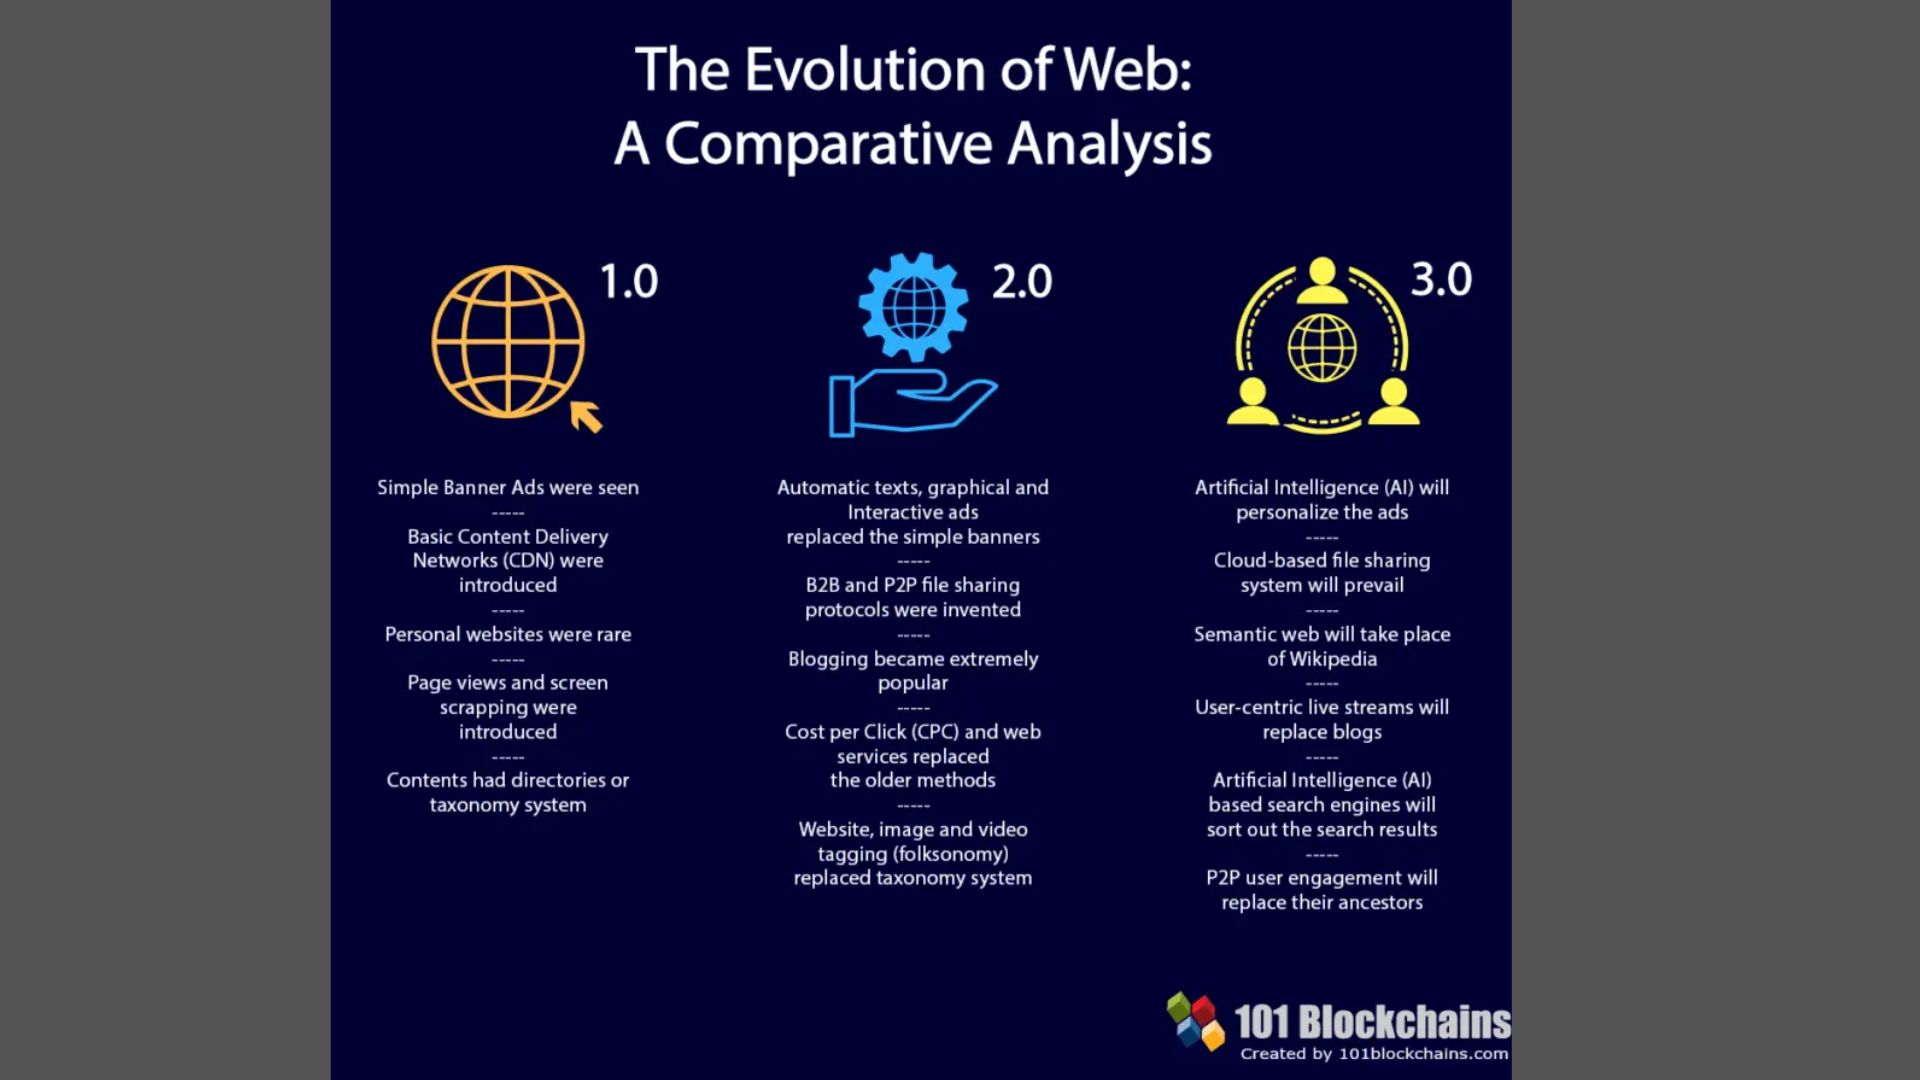 The Evolution of Web:
A Comparative Analysis
1.0
Simple Banner Ads were seen
-----
Basic Content Delivery
Networks (CDN) were
introduced
-----
Personal websites were rare
-----
Page views and screen
scrapping were
introduced
-----
Contents had directories or
taxonomy system
2.0
Automatic texts, graphical and
Interactive ads
replaced the simple banners
-----
B2B and P2P file sharing
protocols were invented
-----
Blogging became extremely
popular
-----
Cost per Click (CPC) and web
services replaced
the older methods
-----
Website, image and video
tagging (folksonomy)
replaced taxonomy system
3.0
Artificial Intelligence (AI) will
personalize the ads
-----
Cloud-based file sharing
system will prevail
-----
Semantic web will take place
of Wikipedia
-----
User-centric live streams will
replace blogs
-----
Artificial Intelligence (AI)
based search engines will
sort out the search results
-----
P2P user engagement will
replace their ancestors
101 Blockchains
Created by 101blockchains.com